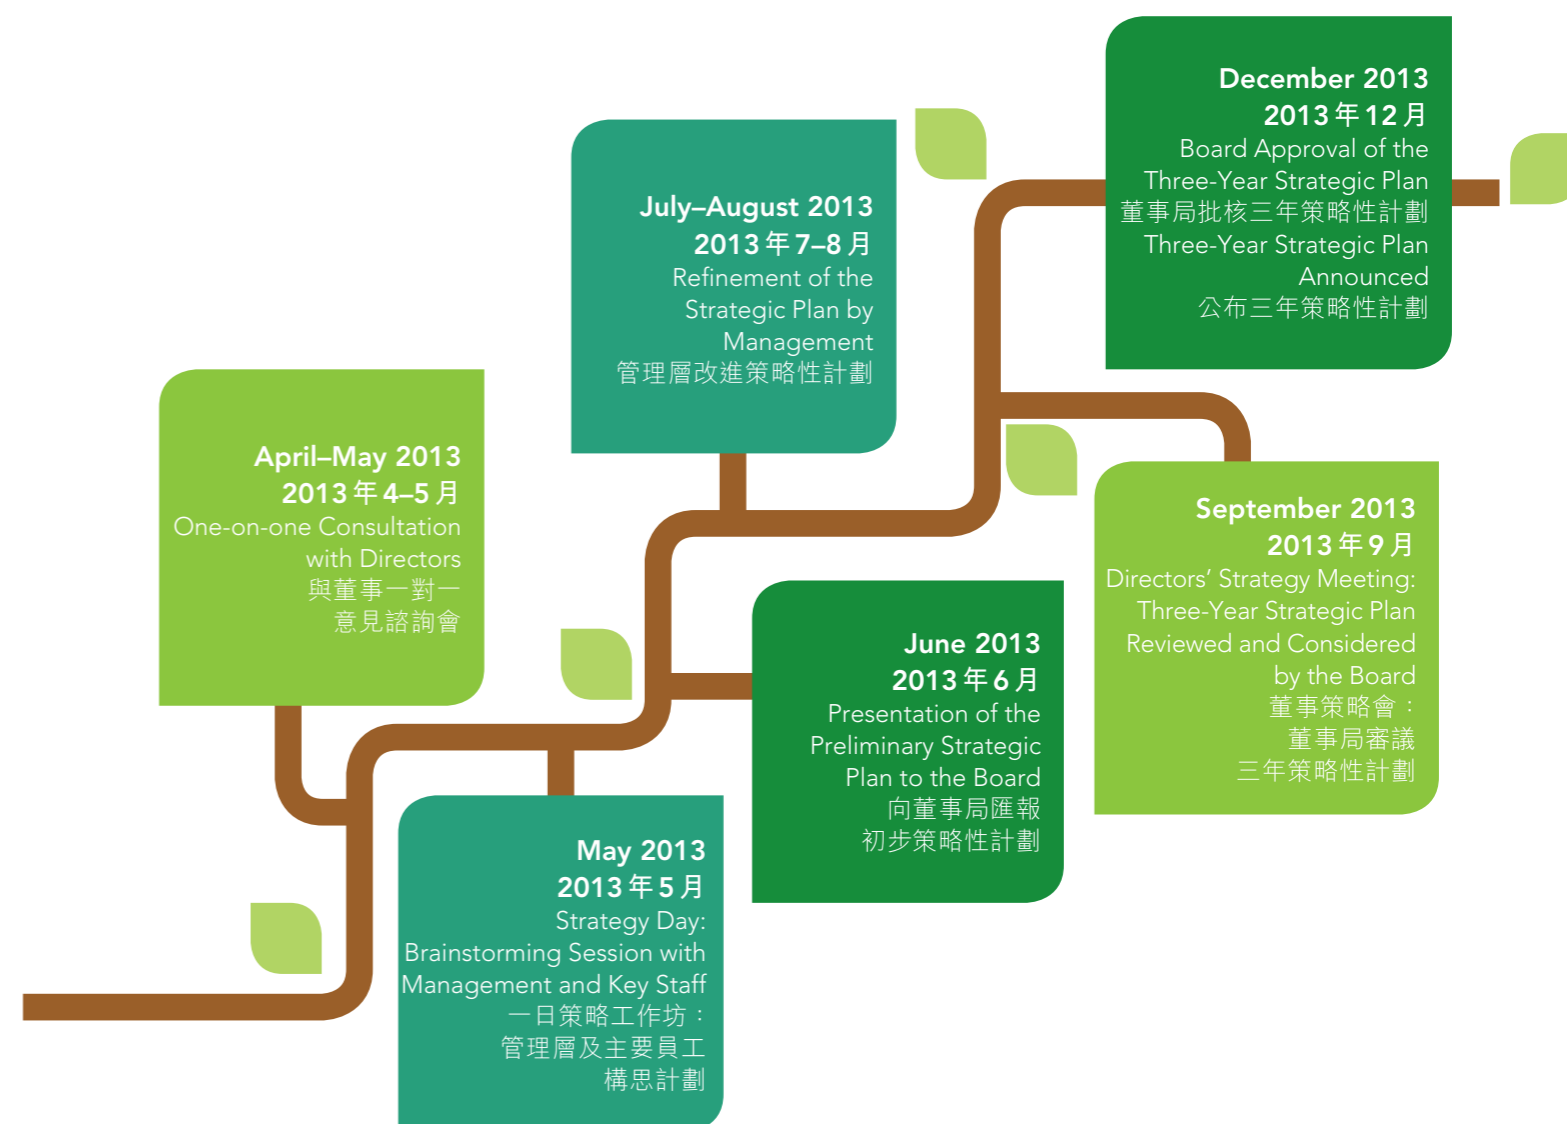 April–May 2013
2013年4–5月
One-on-one Consultation
with Directors
與董事一對一
意見諮詢會
May 2013
2013年5月
Strategy Day:
Brainstorming Session with
Management and Key Staff
一日策略工作坊：
管理層及主要員工
構思計劃
June 2013
2013年6月
Presentation of the
Preliminary Strategic
Plan to the Board
向董事局匯報
初步策略性計劃
July–August 2013
2013年7–8月
Refinement of the
Strategic Plan by
Management
管理層改進策略性計劃
September 2013
2013年9月
Directors’ Strategy Meeting:
Three-Year Strategic Plan
Reviewed and Considered
by the Board
董事策略會：
董事局審議
三年策略性計劃
December 2013
2013年12月
Board Approval of the
Three-Year Strategic Plan
董事局批核三年策略性計劃
Three-Year Strategic Plan
Announced
公布三年策略性計劃